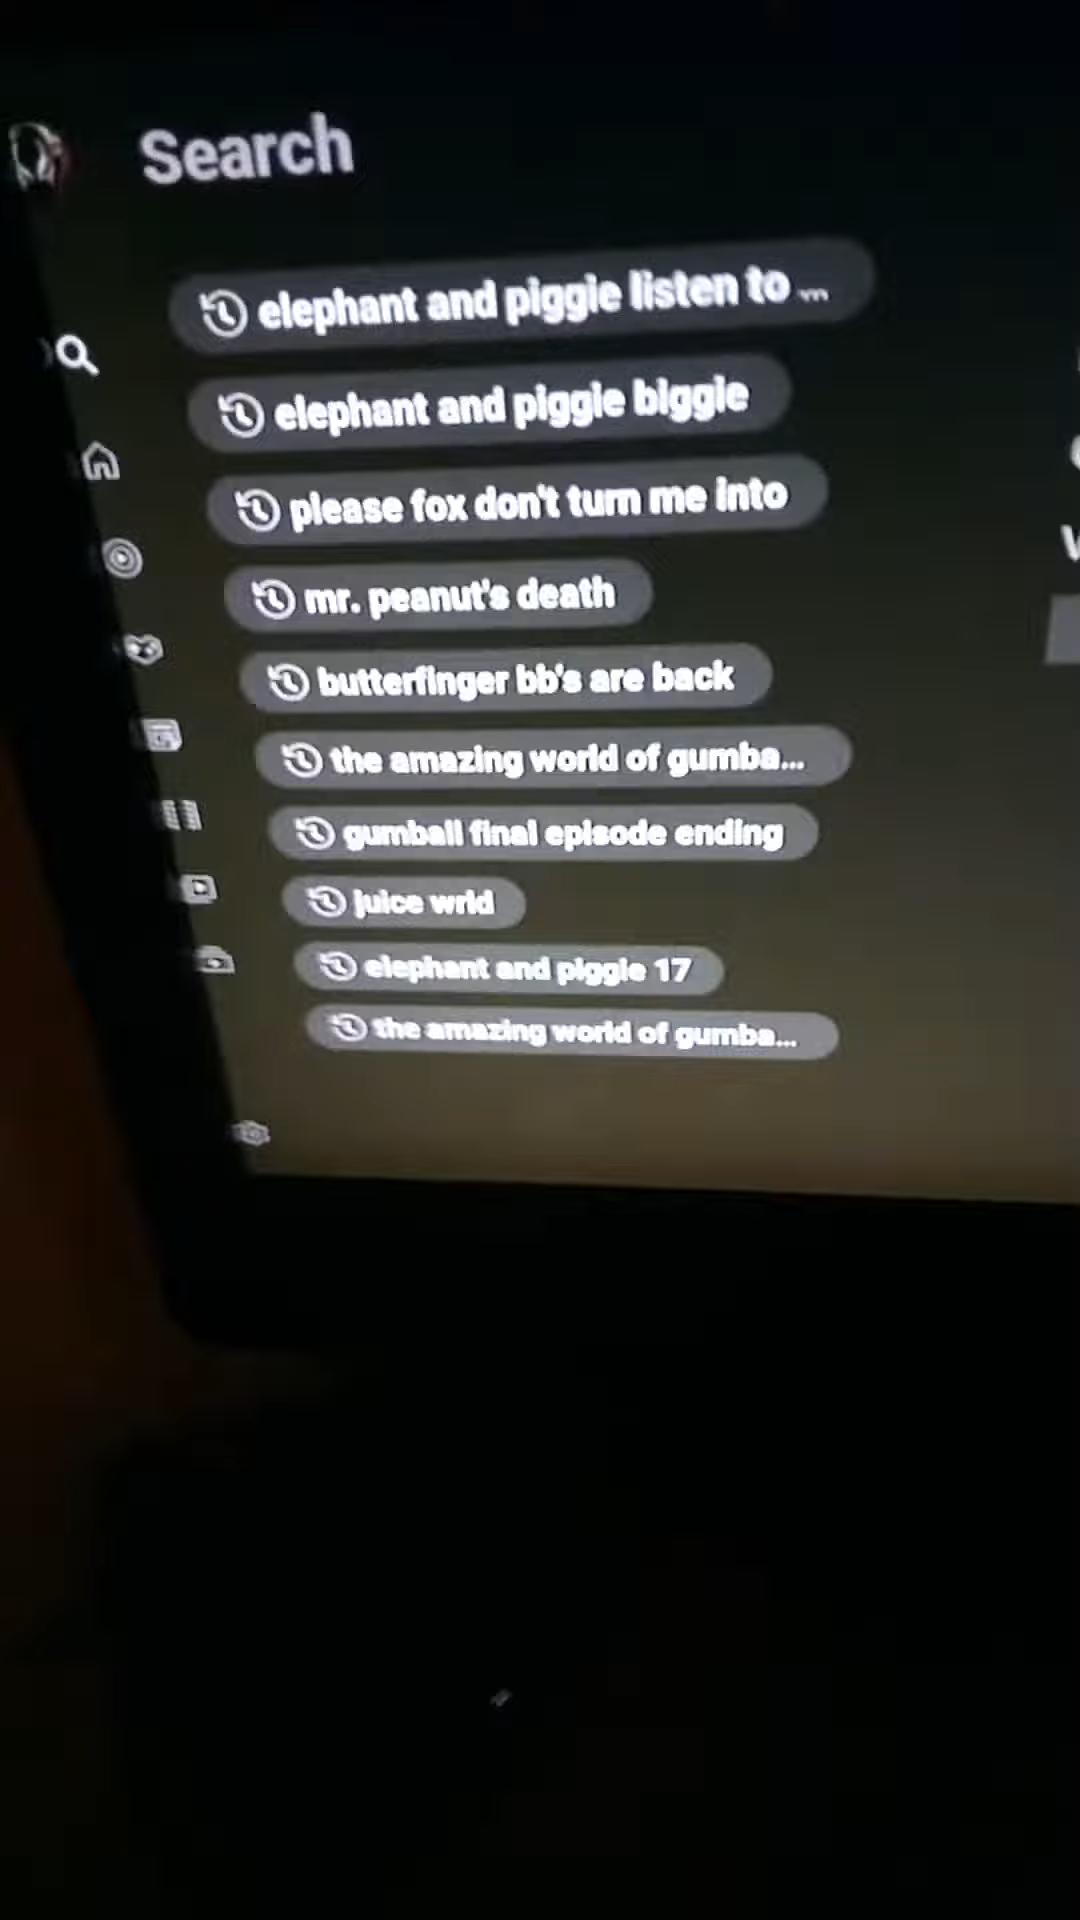 Search
elephant and piggie listen to ...
elephant and piggie biggie
please fox don't turn me into
mr. peanut's death
butterfinger bb's are back
the amazing world of gumba...
gumball final episode ending
juice wrld
elephant and piggie 17
the amazing world of gumba...